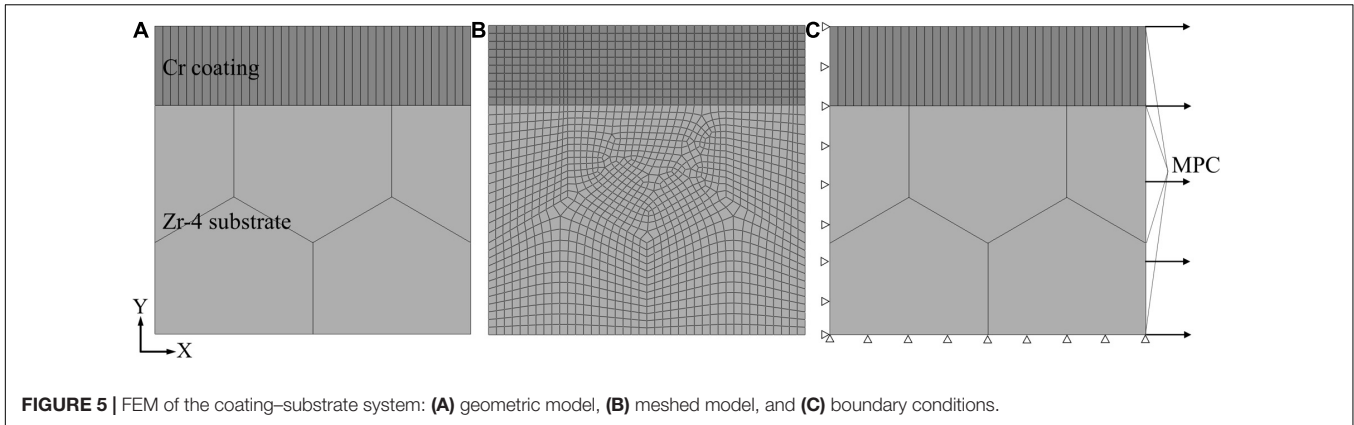 A
B
C
Cr coating
MPC
Zr-4 substrate
Y
X
FIGURE 5 | FEM of the coating–substrate system: (A) geometric model, (B) meshed model, and (C) boundary conditions.